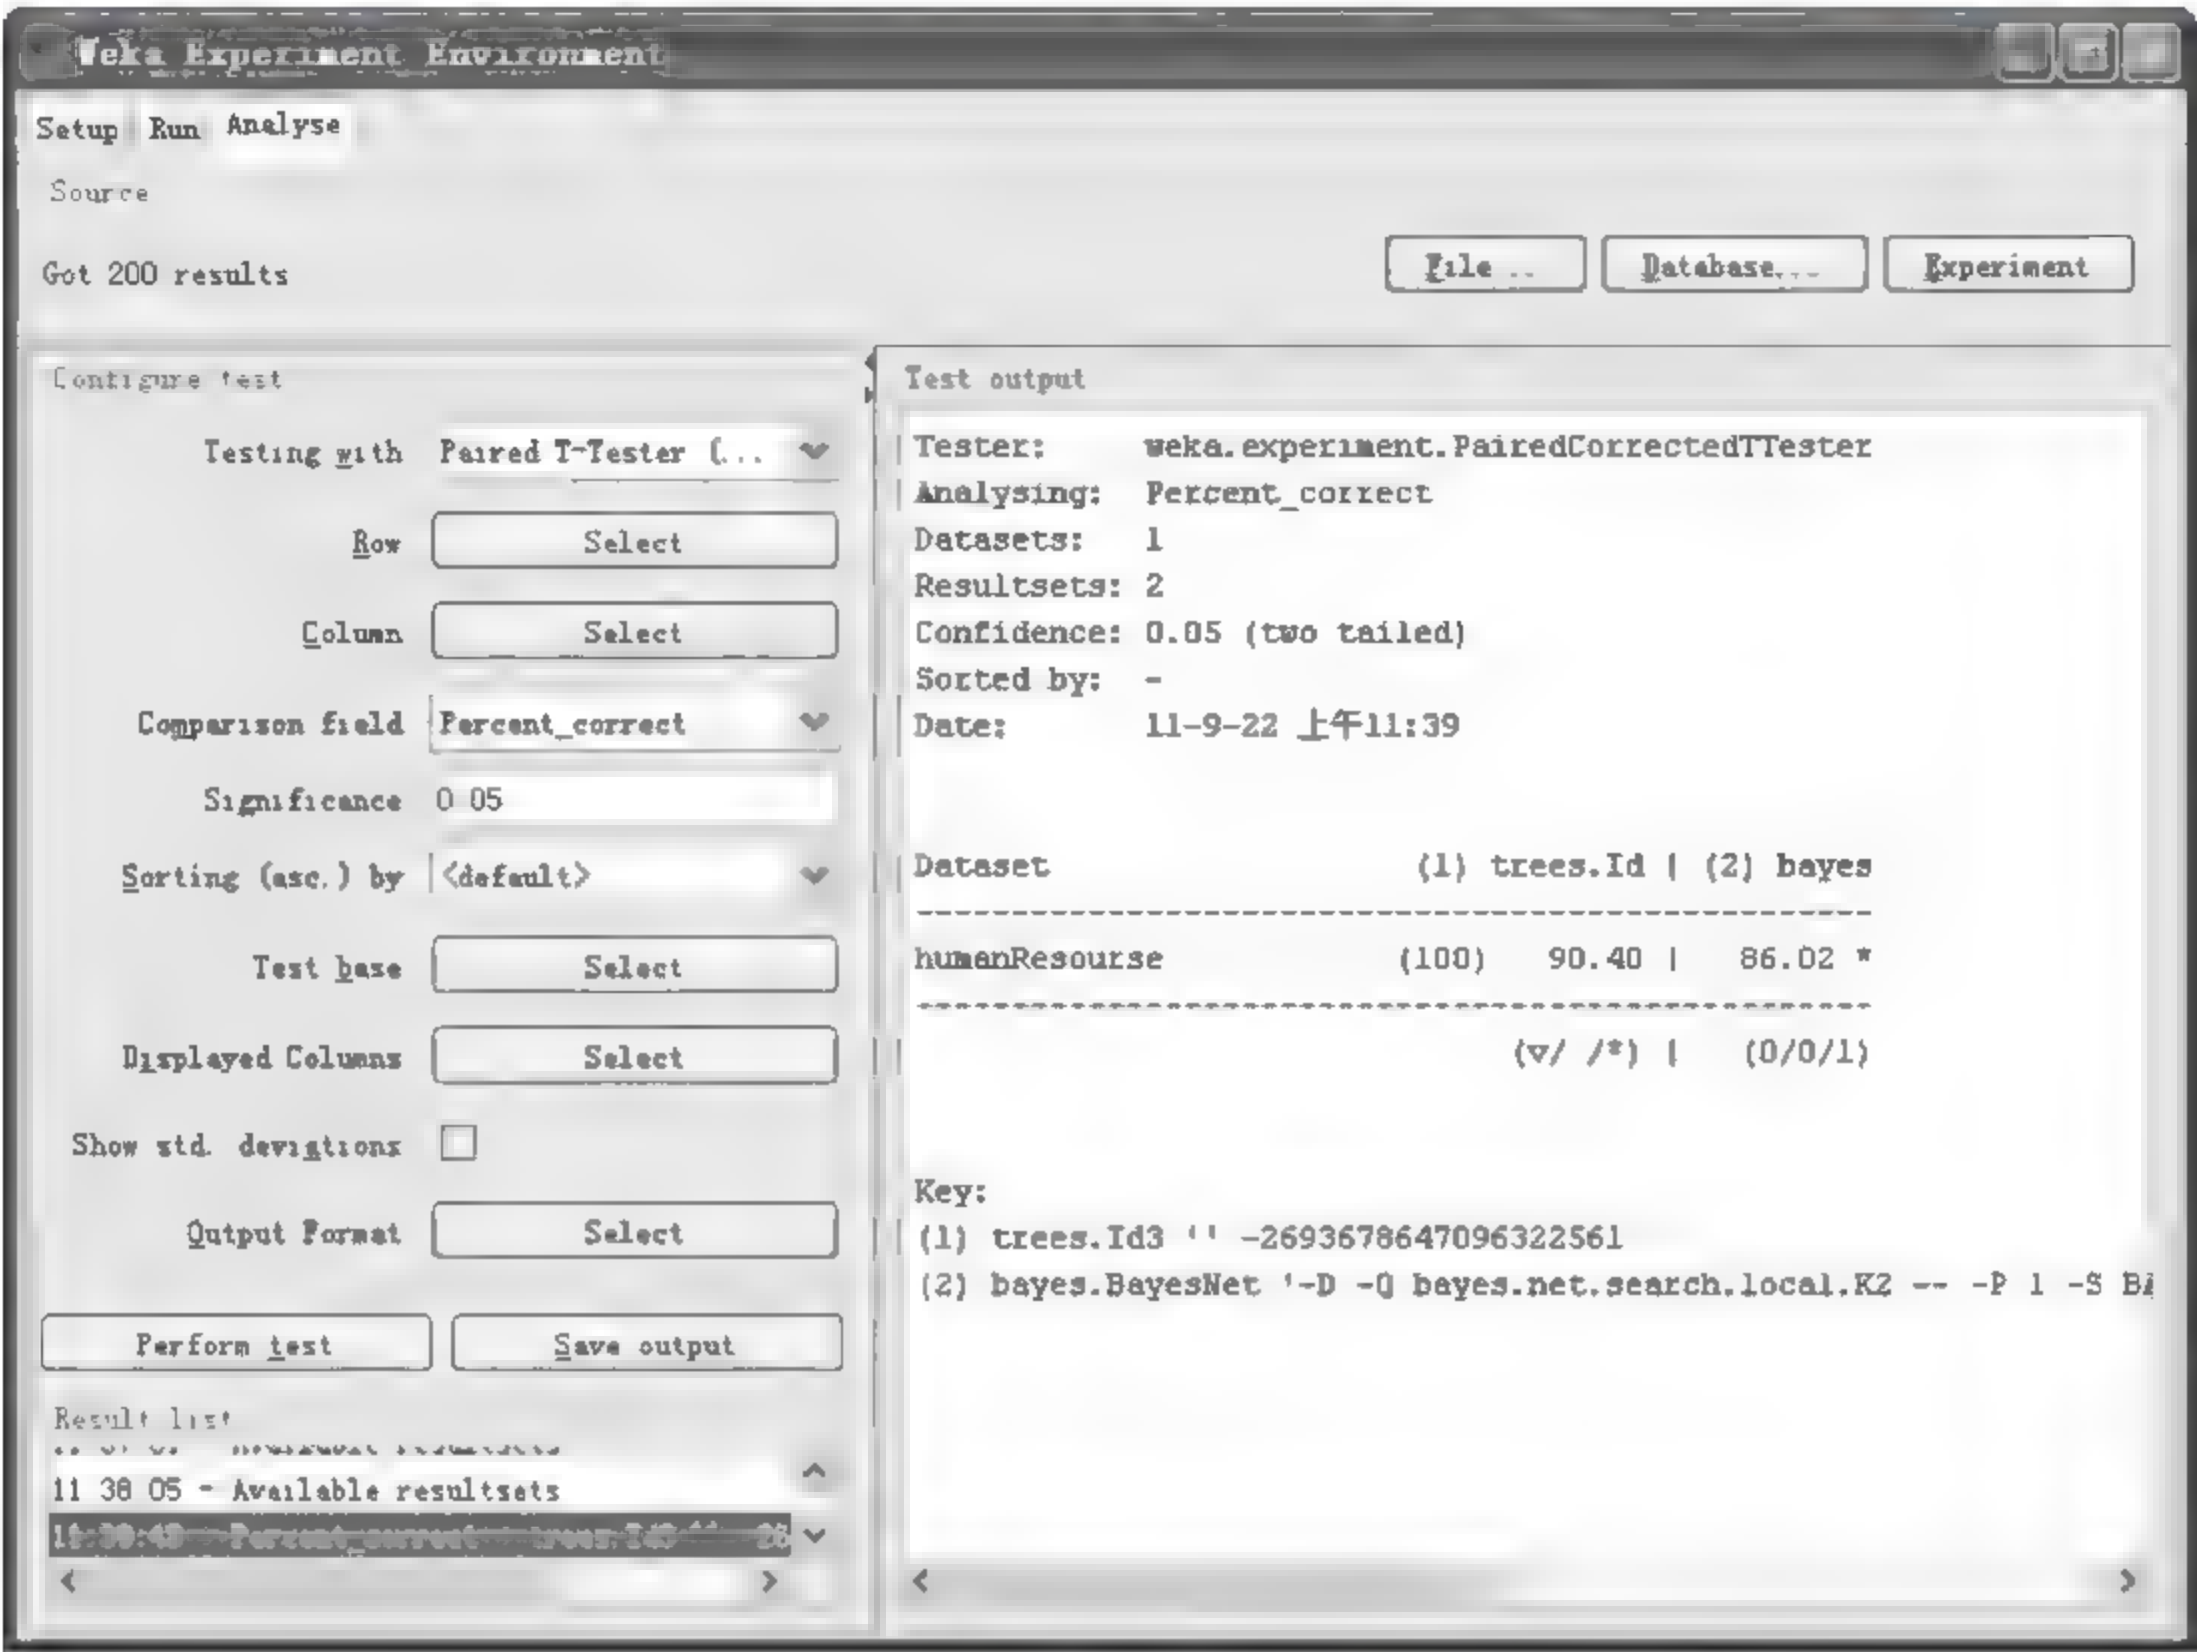 Weka Experiment Environment
Setup Run Analyse
Source
Got 200 results
File ..
Database...
Experiment
Configure test
Testing with Paired T-Tester (...
Row Select
Column Select
Comparison field Percent_correct
Significance 0 05
Sorting (asc.) by <default>
Test base Select
Displayed Columns Select
Show std. deviations
Output Format Select
Perform test Save output
Result list
11 38 05 - Available resultsets
Test output
Tester: weka.experiment.PairedCorrectedTTester
Analysing: Percent_correct
Datasets: 1
Resultsets: 2
Confidence: 0.05 (two tailed)
Sorted by: -
Date: 11-9-22 上午11:39
Dataset (1) trees.Id | (2) bayes
humanResourse (100) 90.40 | 86.02 *
(v/ /*) | (0/0/1)
Key:
(1) trees.Id3 '' -2693678647096322561
(2) bayes.BayesNet '-D -Q bayes.net.search.local.K2 -- -P 1 -S BA